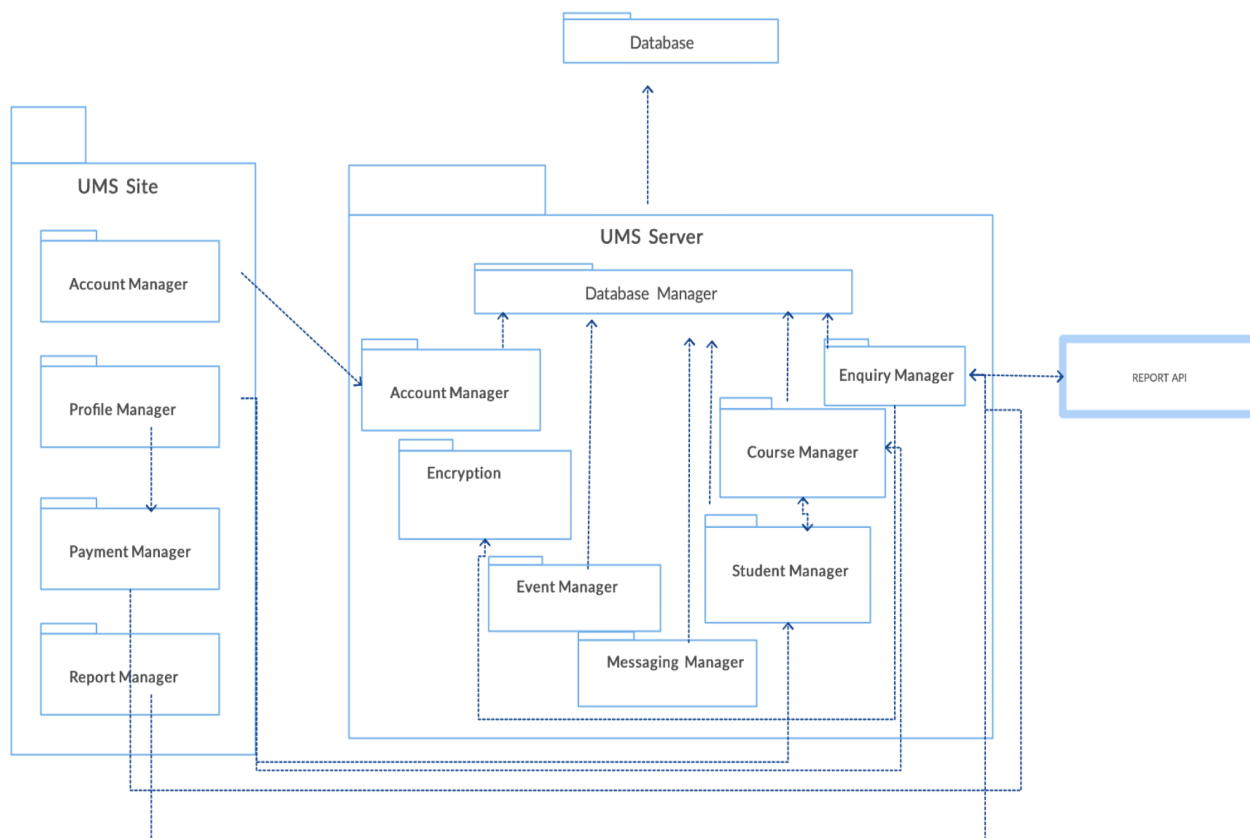 Database
UMS Site
Account Manager
Profile Manager
Payment Manager
Report Manager
UMS Server
Database Manager
Account Manager
Enquiry Manager
Encryption
Course Manager
Event Manager
Student Manager
Messaging Manager
REPORT API